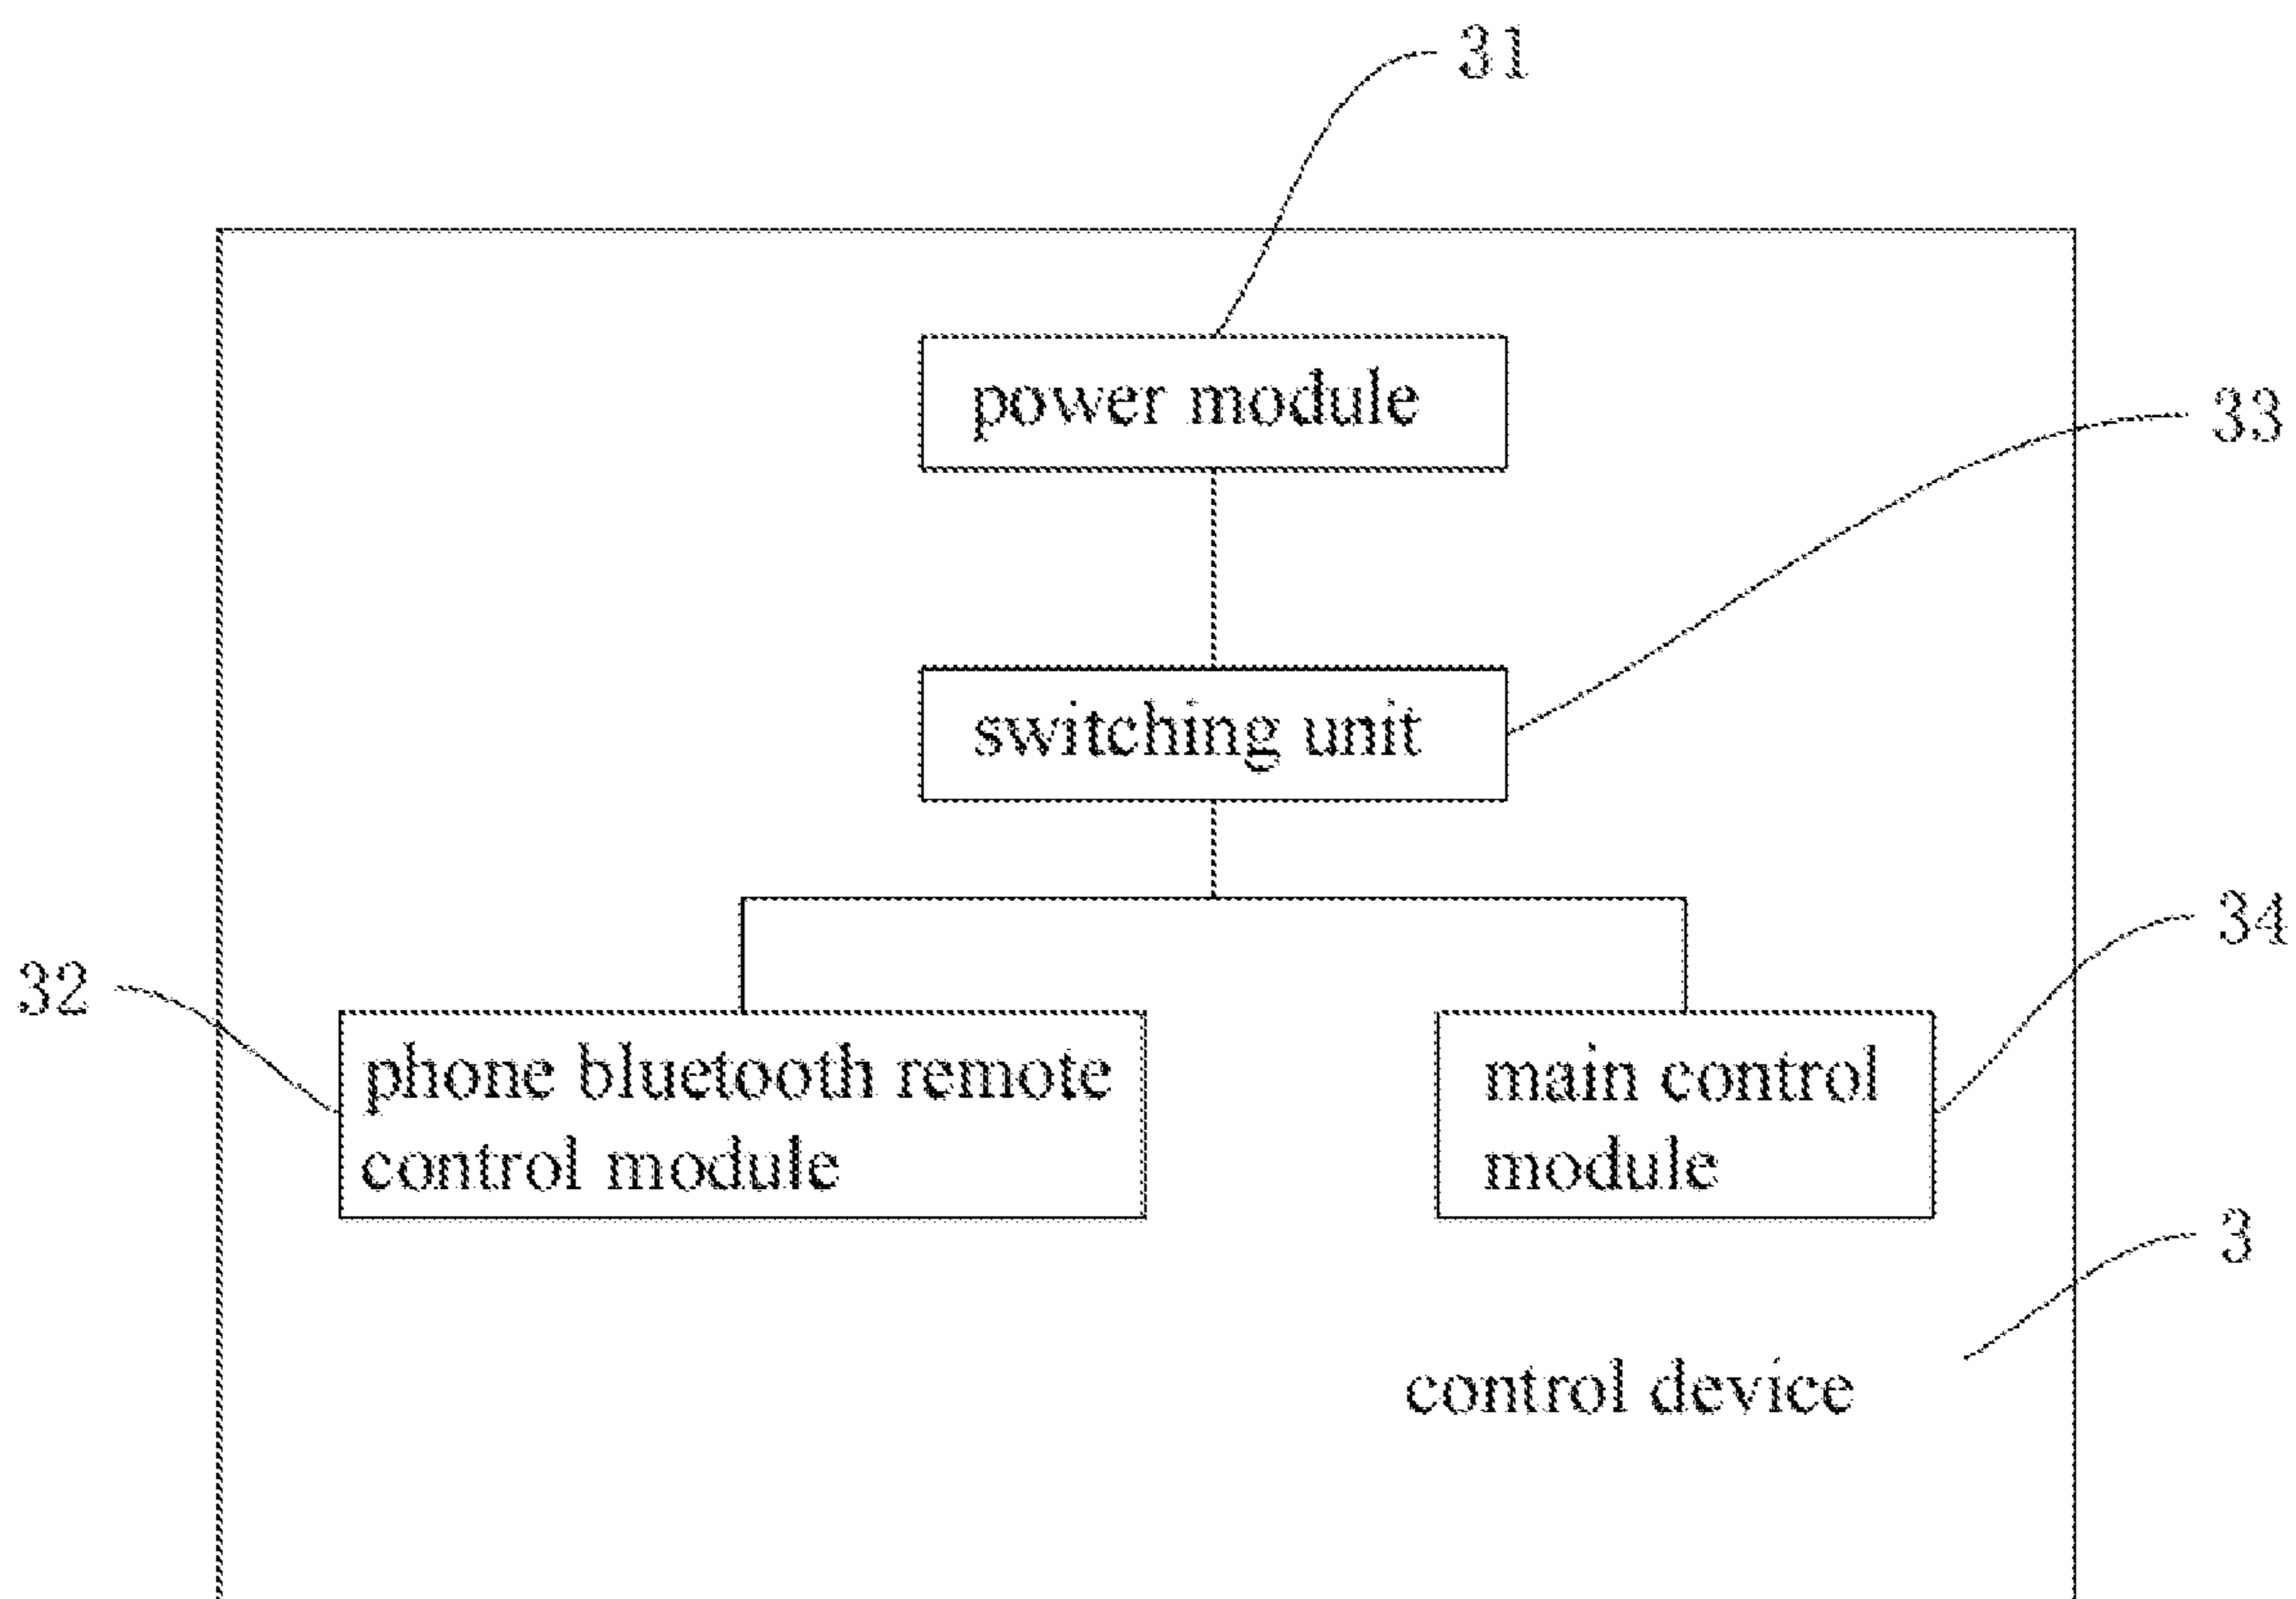 31
power module
33
switching unit
34
32
phone bluetooth remote
control module
main control
module
3
control device